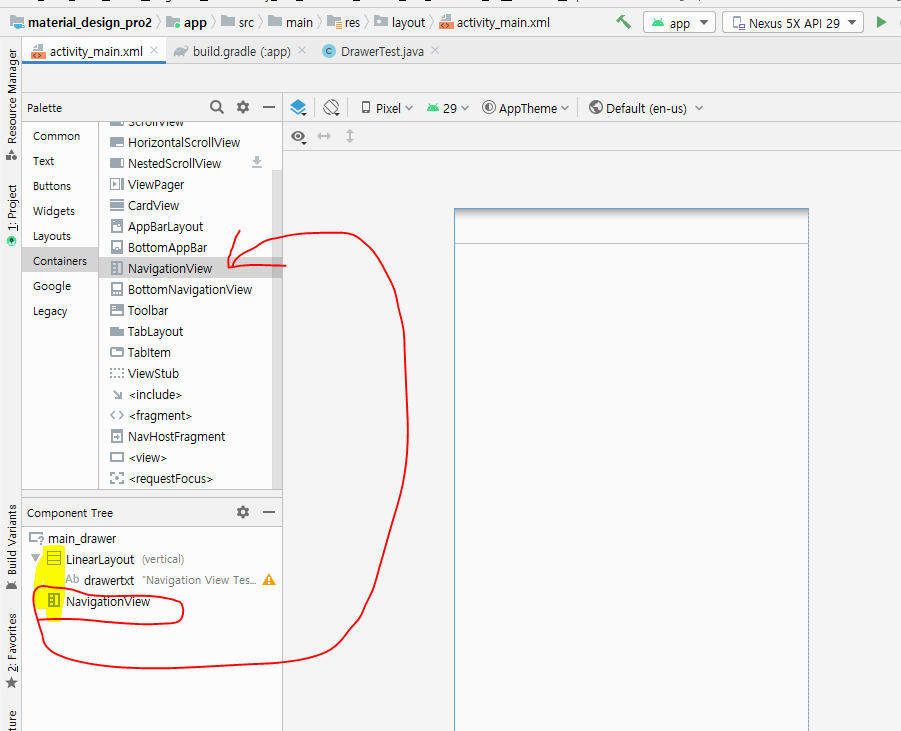 material_design_pro2 app src main res layout activity_main.xml app Nexus 5X API 29
activity_main.xml build.gradle (:app) DrawerTest.java
Resource Manager
1: Project
Build Variants
2: Favorites
Palette
Common
Text
Buttons
Widgets
Layouts
Containers
Google
Legacy
ScrollView
HorizontalScrollView
NestedScrollView
ViewPager
CardView
AppBarLayout
BottomAppBar
NavigationView
BottomNavigationView
Toolbar
TabLayout
TabItem
ViewStub
<include>
<fragment>
NavHostFragment
<view>
<requestFocus>
Pixel 29 AppTheme Default (en-us)
Component Tree
main_drawer
LinearLayout (vertical)
Ab drawertxt "Navigation View Tes...
NavigationView